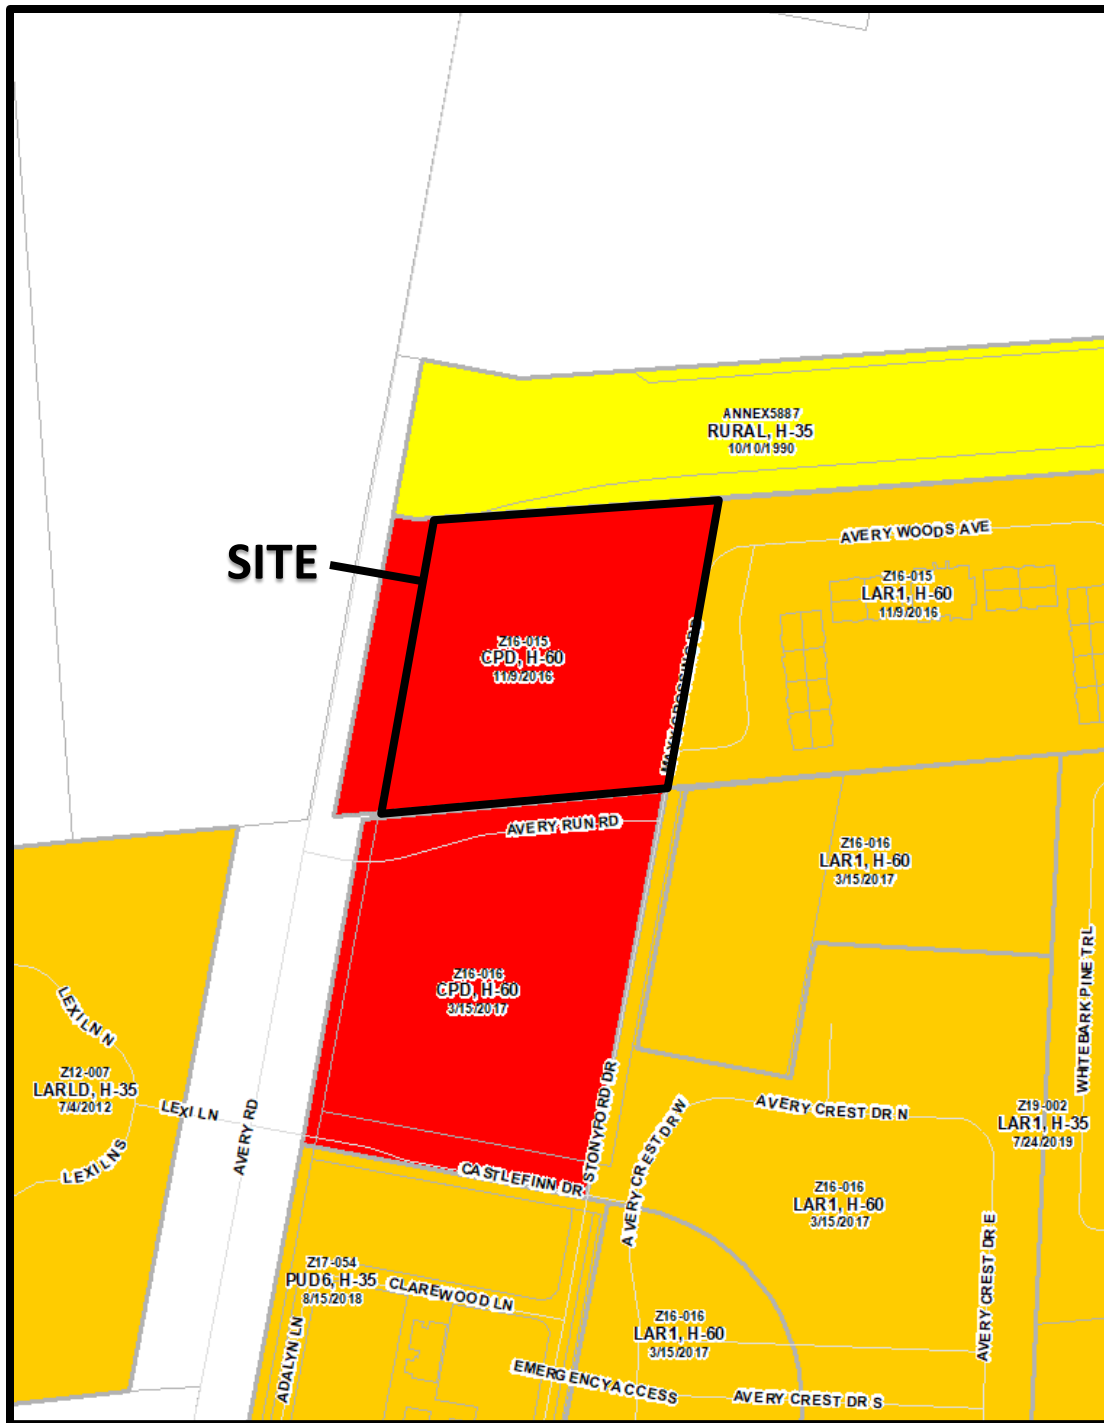 ANNEX5887
RURAL, H-35
10/10/1990
AVERY WOODS AVE
SITE
Z16-015
LAR1, H-60
11/9/2016
Z16-015
CPD, H-60
11/9/2016
AVERY RUN RD
Z16-016
LAR1, H-60
3/15/2017
Z16-016
CPD, H-60
3/15/2017
WHITEBARK PINE TRL
LEXI LN N
Z12-007
LARLD, H-35
7/4/2012
LEXI LN
LEXI LN S
AVERY RD
STONYFORD DR
AVERY CREST DR W
AVERY CREST DR N
Z19-002
LAR1, H-35
7/24/2019
CASTLEFINN DR
Z16-016
LAR1, H-60
3/15/2017
AVERY CREST DR E
Z17-054
PUD6, H-35
8/15/2018
CLAREWOOD LN
ADALYN LN
Z16-016
LAR1, H-60
3/15/2017
EMERGENCY ACCESS
AVERY CREST DR S